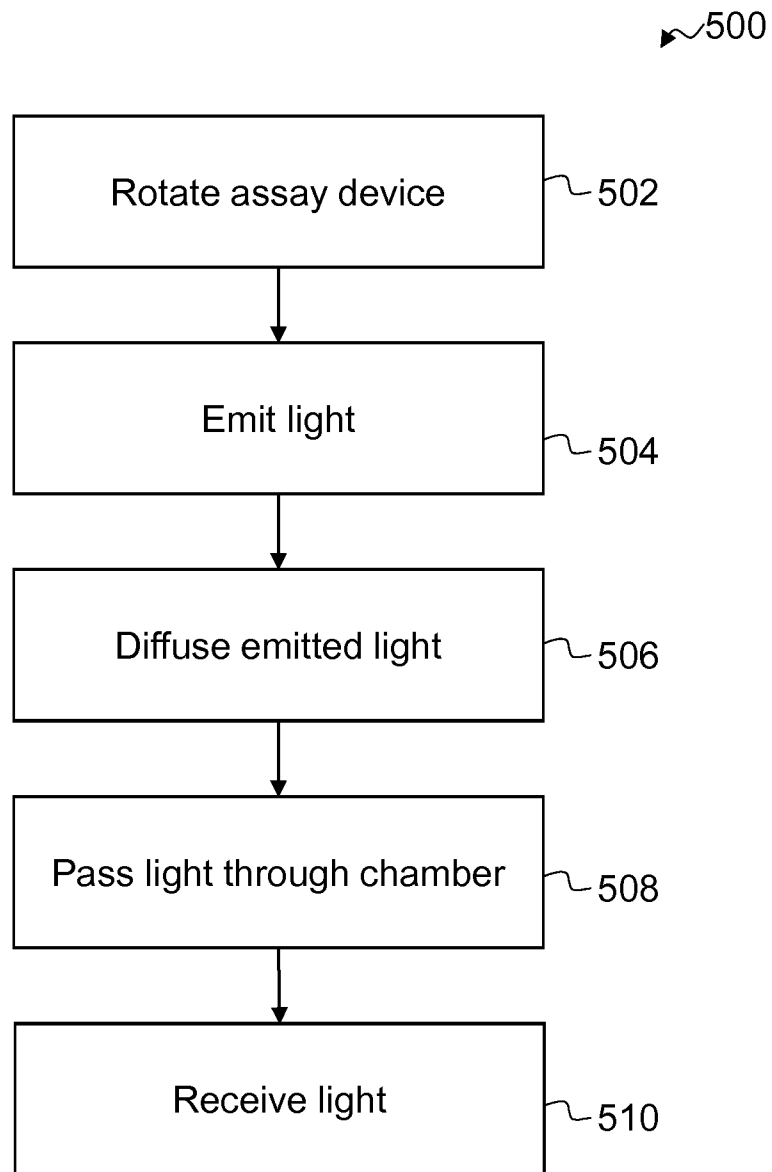 500
Rotate assay device
502
Emit light
504
Diffuse emitted light
506
Pass light through chamber
508
Receive light
510